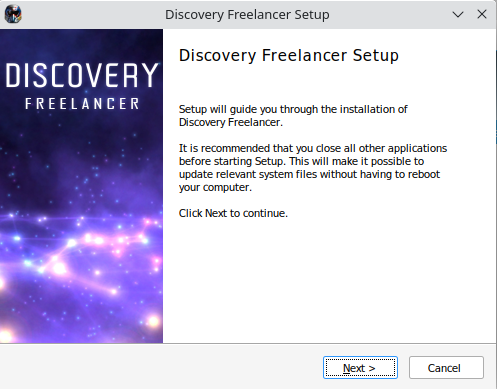 Discovery Freelancer Setup
DISCOVERY
FREELANCER
Discovery Freelancer Setup
Setup will guide you through the installation of
Discovery Freelancer.
It is recommended that you close all other applications
before starting Setup. This will make it possible to
update relevant system files without having to reboot
your computer.
Click Next to continue.
Next >
Cancel